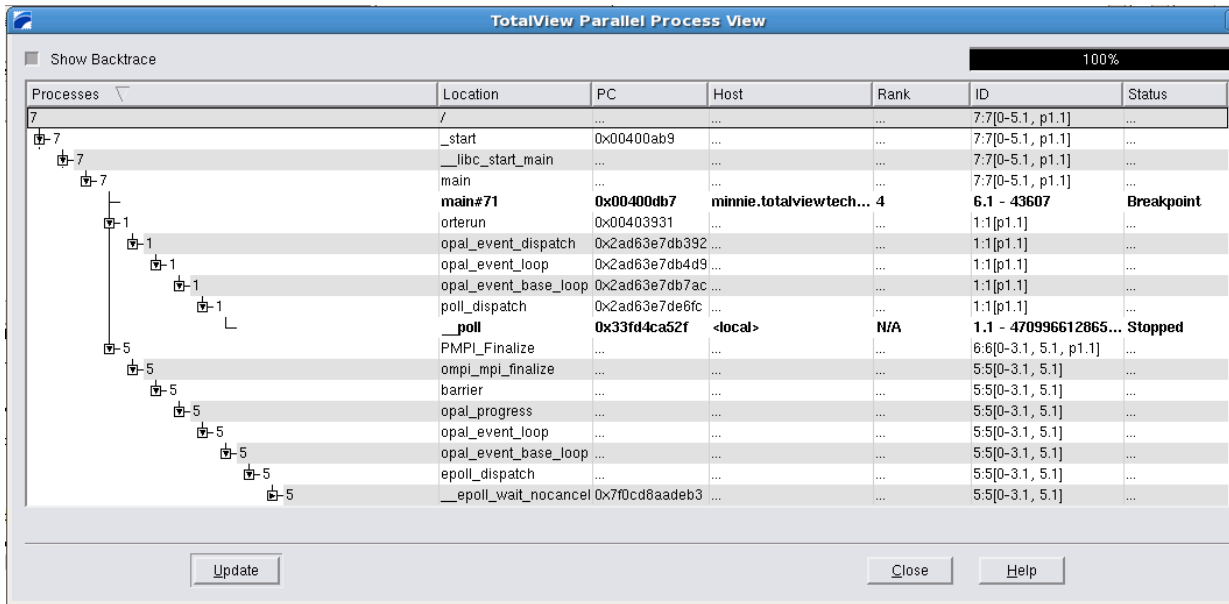 TotalView Parallel Process View
Show Backtrace 100%
Processes Location PC Host Rank ID Status
7 / ... ... ... 7:7[0-5.1, p1.1] ...
7 _start 0x00400ab9 ... ... 7:7[0-5.1, p1.1] ...
7 __libc_start_main ... ... ... 7:7[0-5.1, p1.1] ...
7 main ... ... ... 7:7[0-5.1, p1.1] ...
main#71 0x00400db7 minnie.totalviewtech... 4 6.1 - 43607 Breakpoint
1 orterun 0x00403931 ... ... 1:1[p1.1] ...
1 opal_event_dispatch 0x2ad63e7db392 ... ... 1:1[p1.1] ...
1 opal_event_loop 0x2ad63e7db4d9 ... ... 1:1[p1.1] ...
1 opal_event_base_loop 0x2ad63e7db7ac ... ... 1:1[p1.1] ...
1 poll_dispatch 0x2ad63e7de6fc ... ... 1:1[p1.1] ...
__poll 0x33fd4ca52f <local> N/A 1.1 - 470996612865... Stopped
5 PMPI_Finalize ... ... ... 6:6[0-3.1, 5.1, p1.1] ...
5 ompi_mpi_finalize ... ... ... 5:5[0-3.1, 5.1] ...
5 barrier ... ... ... 5:5[0-3.1, 5.1] ...
5 opal_progress ... ... ... 5:5[0-3.1, 5.1] ...
5 opal_event_loop ... ... ... 5:5[0-3.1, 5.1] ...
5 opal_event_base_loop ... ... ... 5:5[0-3.1, 5.1] ...
5 epoll_dispatch ... ... ... 5:5[0-3.1, 5.1] ...
5 __epoll_wait_nocancel 0x7f0cd8aadeb3 ... ... 5:5[0-3.1, 5.1] ...
Update Close Help